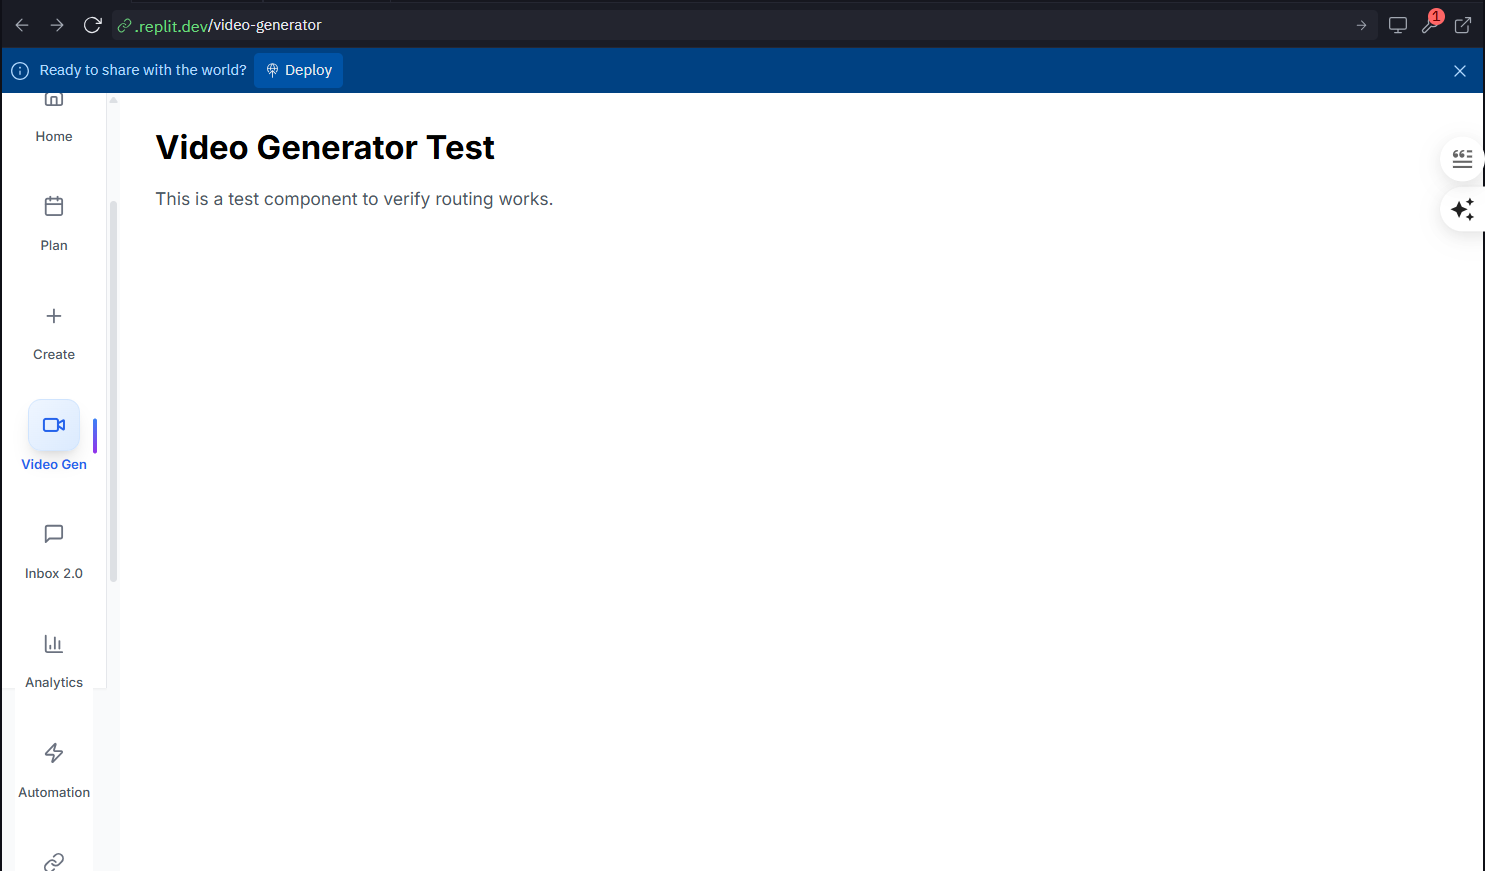 .replit.dev/video-generator
1
Ready to share with the world?
Deploy
Home
Plan
Create
Video Gen
Inbox 2.0
Analytics
Automation
Video Generator Test
This is a test component to verify routing works.